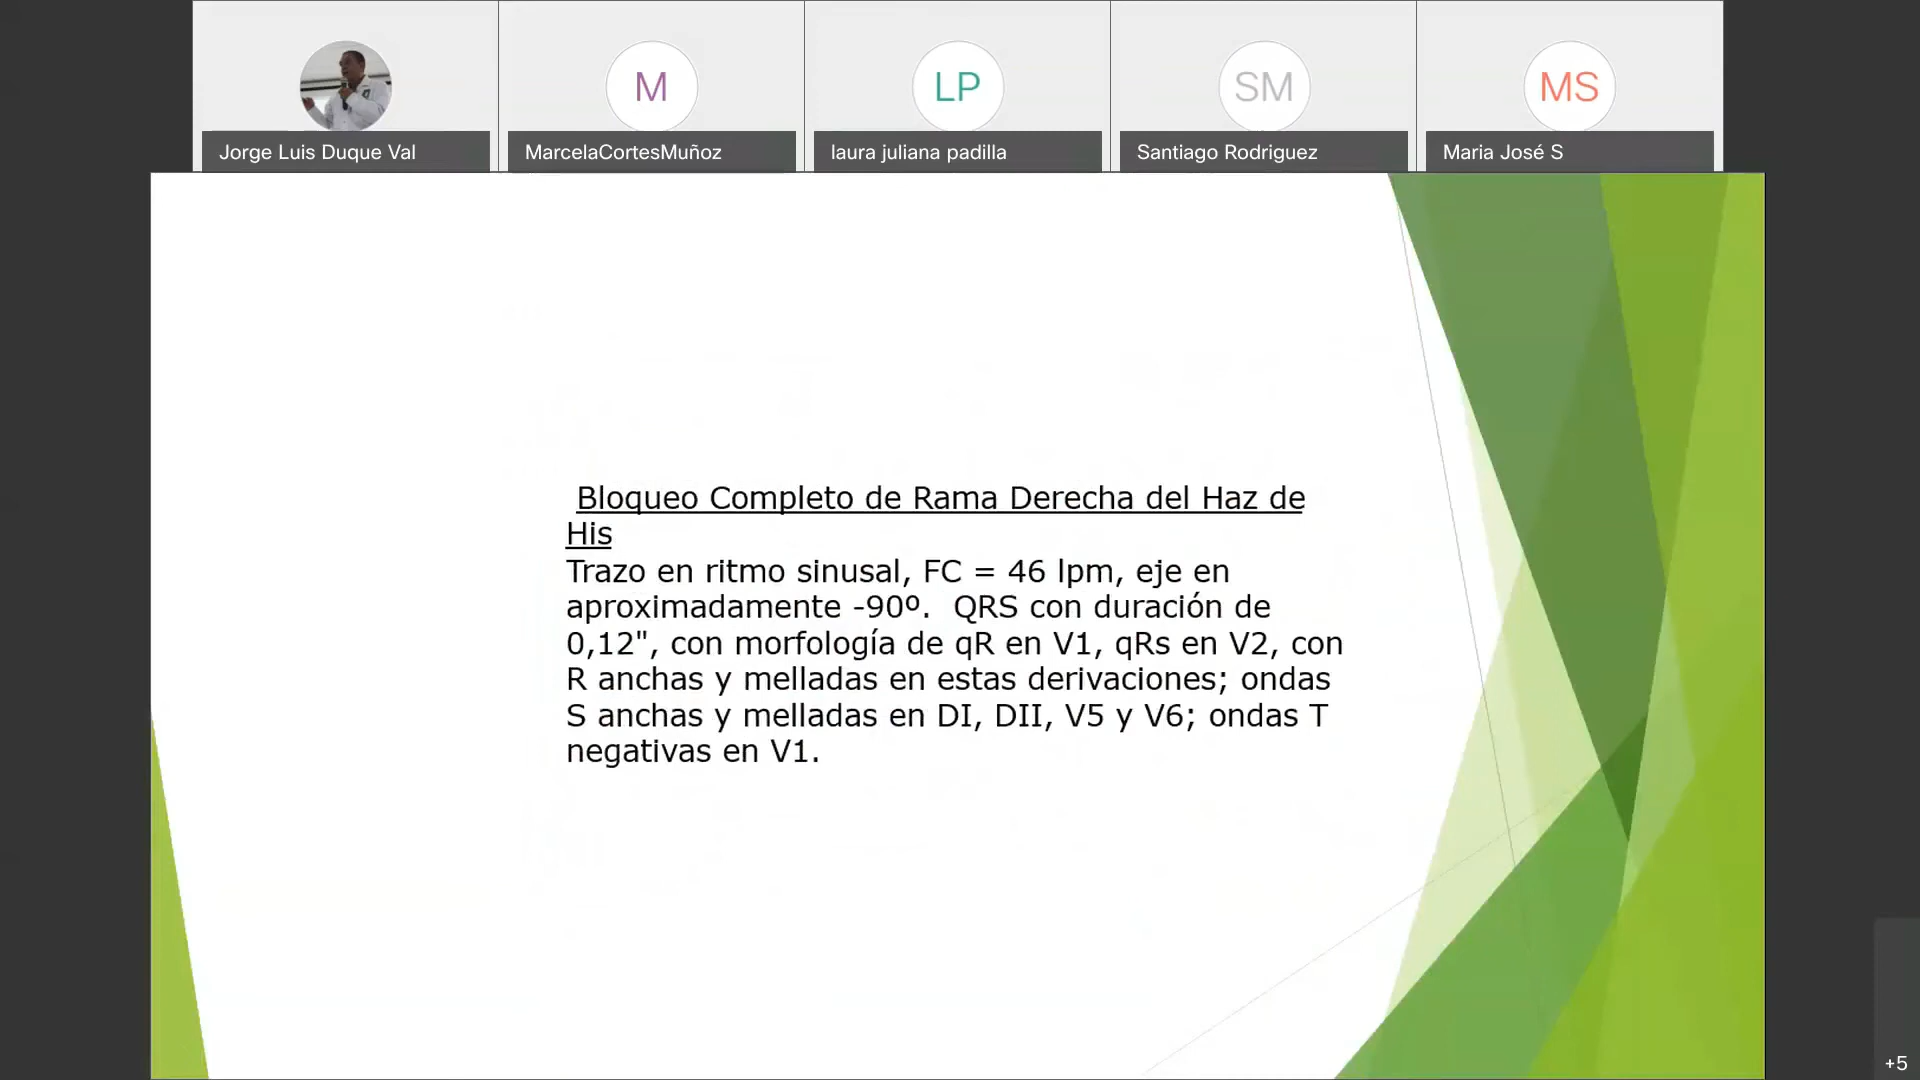 M
LP
SM
MS
Jorge Luis Duque Val
MarcelaCortesMuñoz
laura juliana padilla
Santiago Rodriguez
Maria José S
Bloqueo Completo de Rama Derecha del Haz de
His
Trazo en ritmo sinusal, FC = 46 lpm, eje en
aproximadamente -90º.  QRS con duración de
0,12", con morfología de qR en V1, qRs en V2, con
R anchas y melladas en estas derivaciones; ondas
S anchas y melladas en DI, DII, V5 y V6; ondas T
negativas en V1.
+5